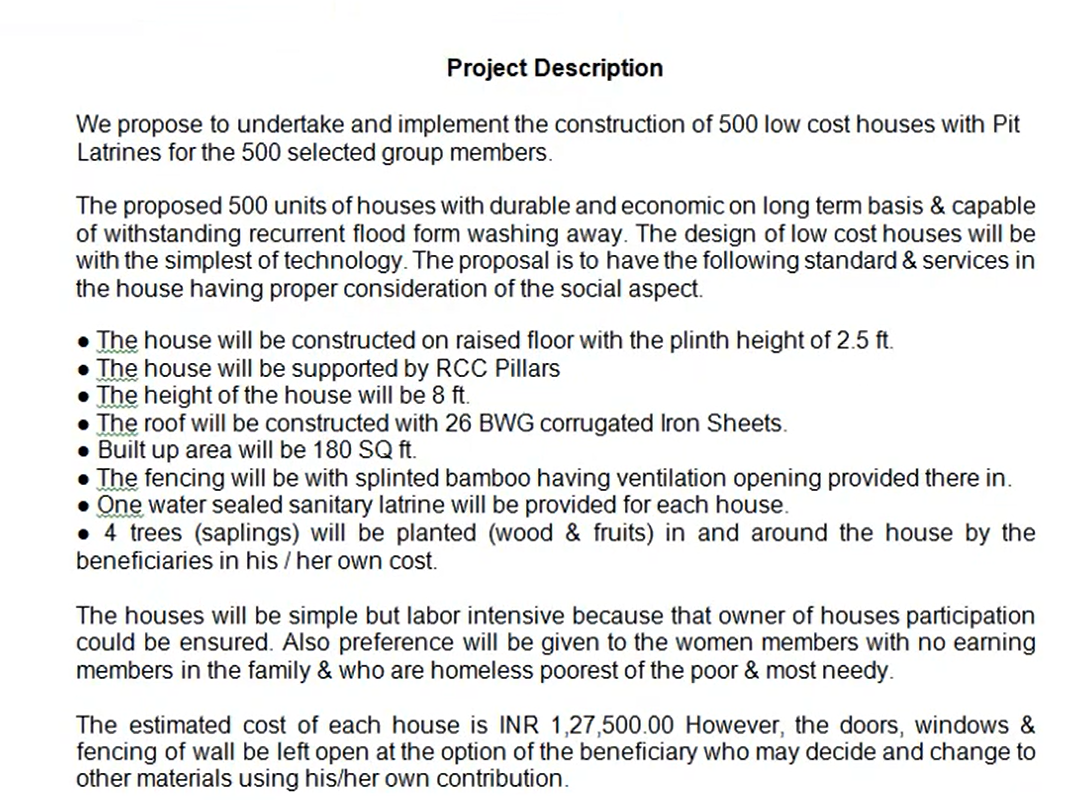 Project Description
We propose to undertake and implement the construction of 500 low cost houses with Pit
Latrines for the 500 selected group members.
The proposed 500 units of houses with durable and economic on long term basis & capable
of withstanding recurrent flood form washing away. The design of low cost houses will be
with the simplest of technology. The proposal is to have the following standard & services in
the house having proper consideration of the social aspect.
● The house will be constructed on raised floor with the plinth height of 2.5 ft.
● The house will be supported by RCC Pillars
● The height of the house will be 8 ft.
● The roof will be constructed with 26 BWG corrugated Iron Sheets.
● Built up area will be 180 SQ ft.
● The fencing will be with splinted bamboo having ventilation opening provided there in.
● One water sealed sanitary latrine will be provided for each house.
● 4 trees (saplings) will be planted (wood & fruits) in and around the house by the
beneficiaries in his / her own cost.
The houses will be simple but labor intensive because that owner of houses participation
could be ensured. Also preference will be given to the women members with no earning
members in the family & who are homeless poorest of the poor & most needy.
The estimated cost of each house is INR 1,27,500.00 However, the doors, windows &
fencing of wall be left open at the option of the beneficiary who may decide and change to
other materials using his/her own contribution.